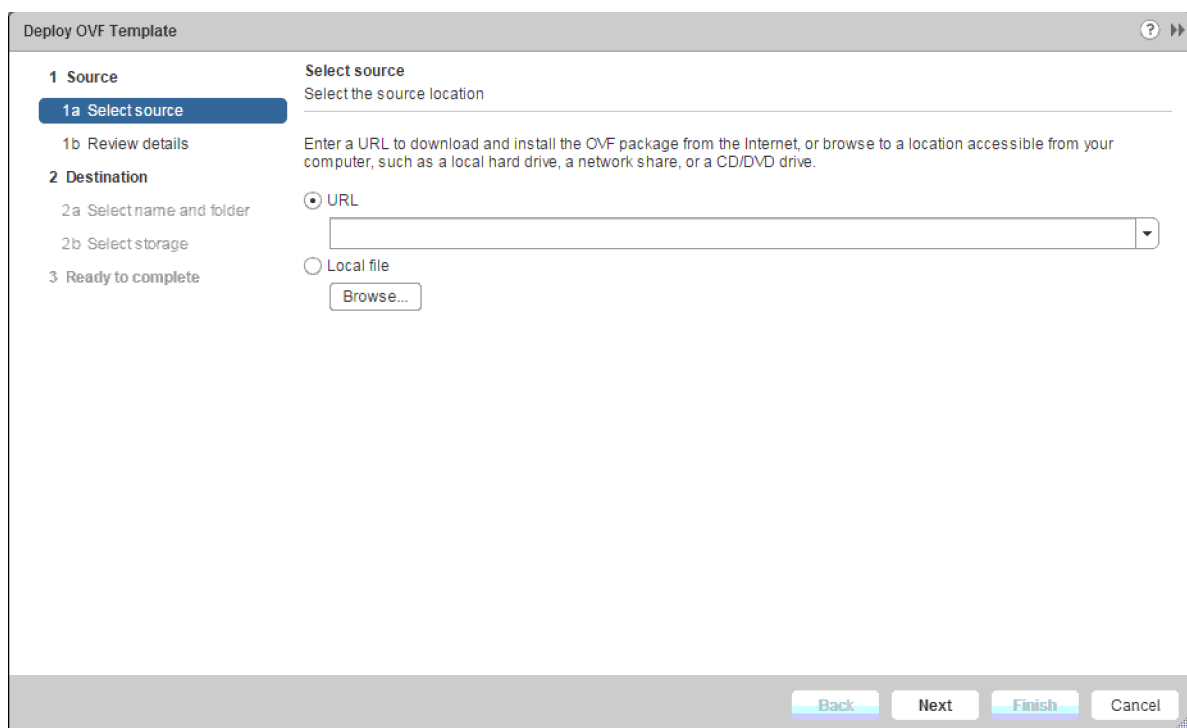 Deploy OVF Template
?
1 Source
1a Select source
1b Review details
2 Destination
2a Select name and folder
2b Select storage
3 Ready to complete
Select source
Select the source location
Enter a URL to download and install the OVF package from the Internet, or browse to a location accessible from your
computer, such as a local hard drive, a network share, or a CD/DVD drive.
URL
Local file
Browse...
Back
Next
Finish
Cancel